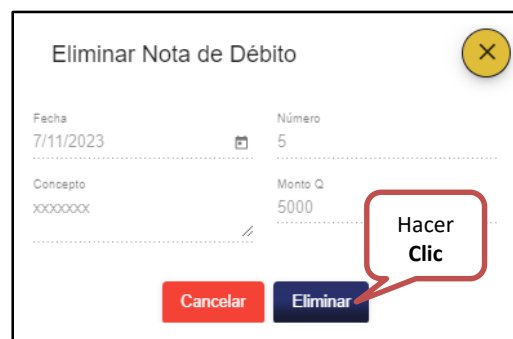 Eliminar Nota de Débito
Fecha
Número
7/11/2023
5
Concepto
Monto Q
xxxxxxx
5000
Hacer
Clic
Cancelar
Eliminar